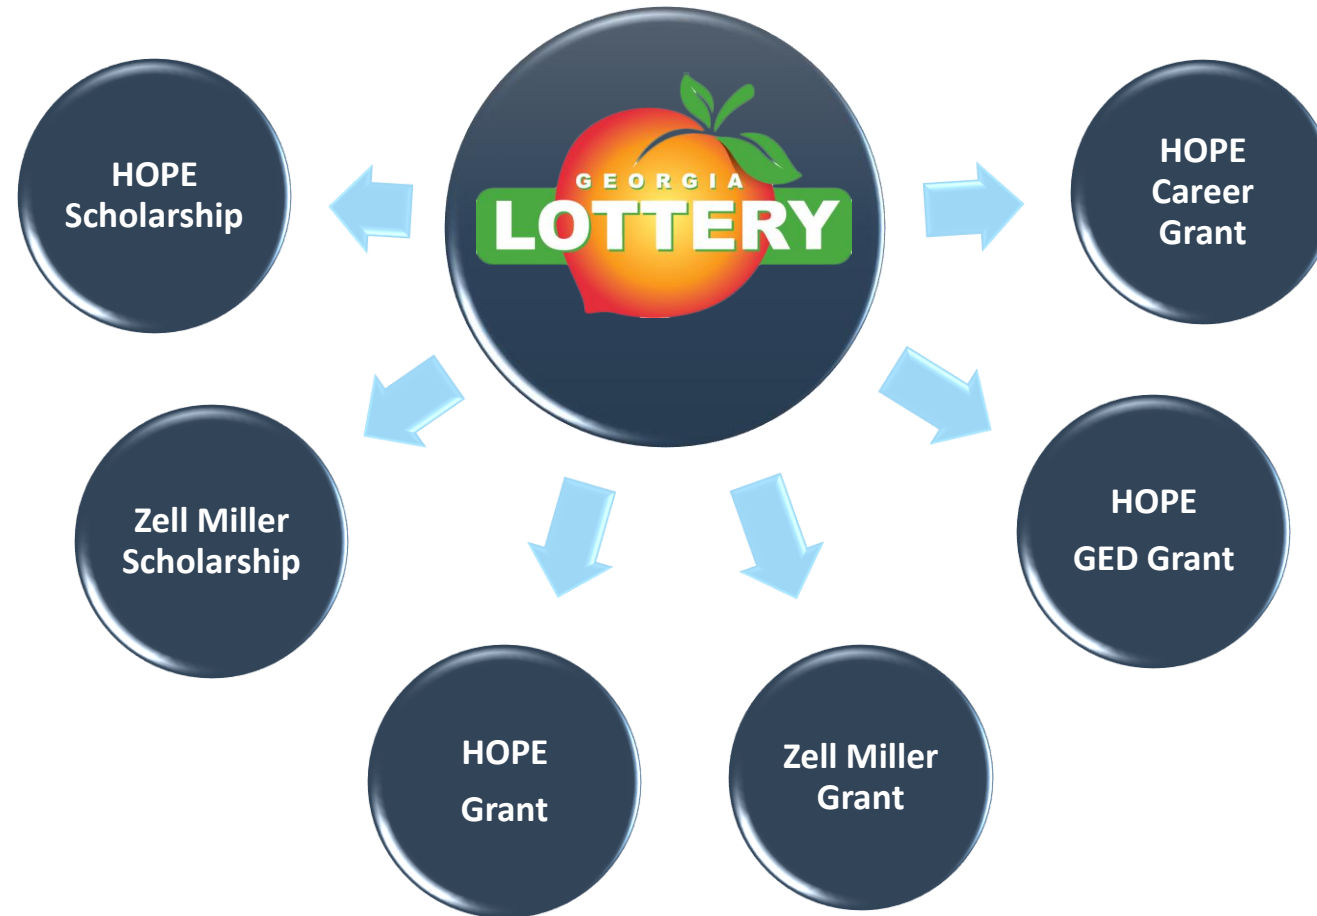 GEORGIA
LOTTERY
HOPE
Scholarship
HOPE
Career
Grant
Zell Miller
Scholarship
HOPE
GED Grant
HOPE
Grant
Zell Miller
Grant